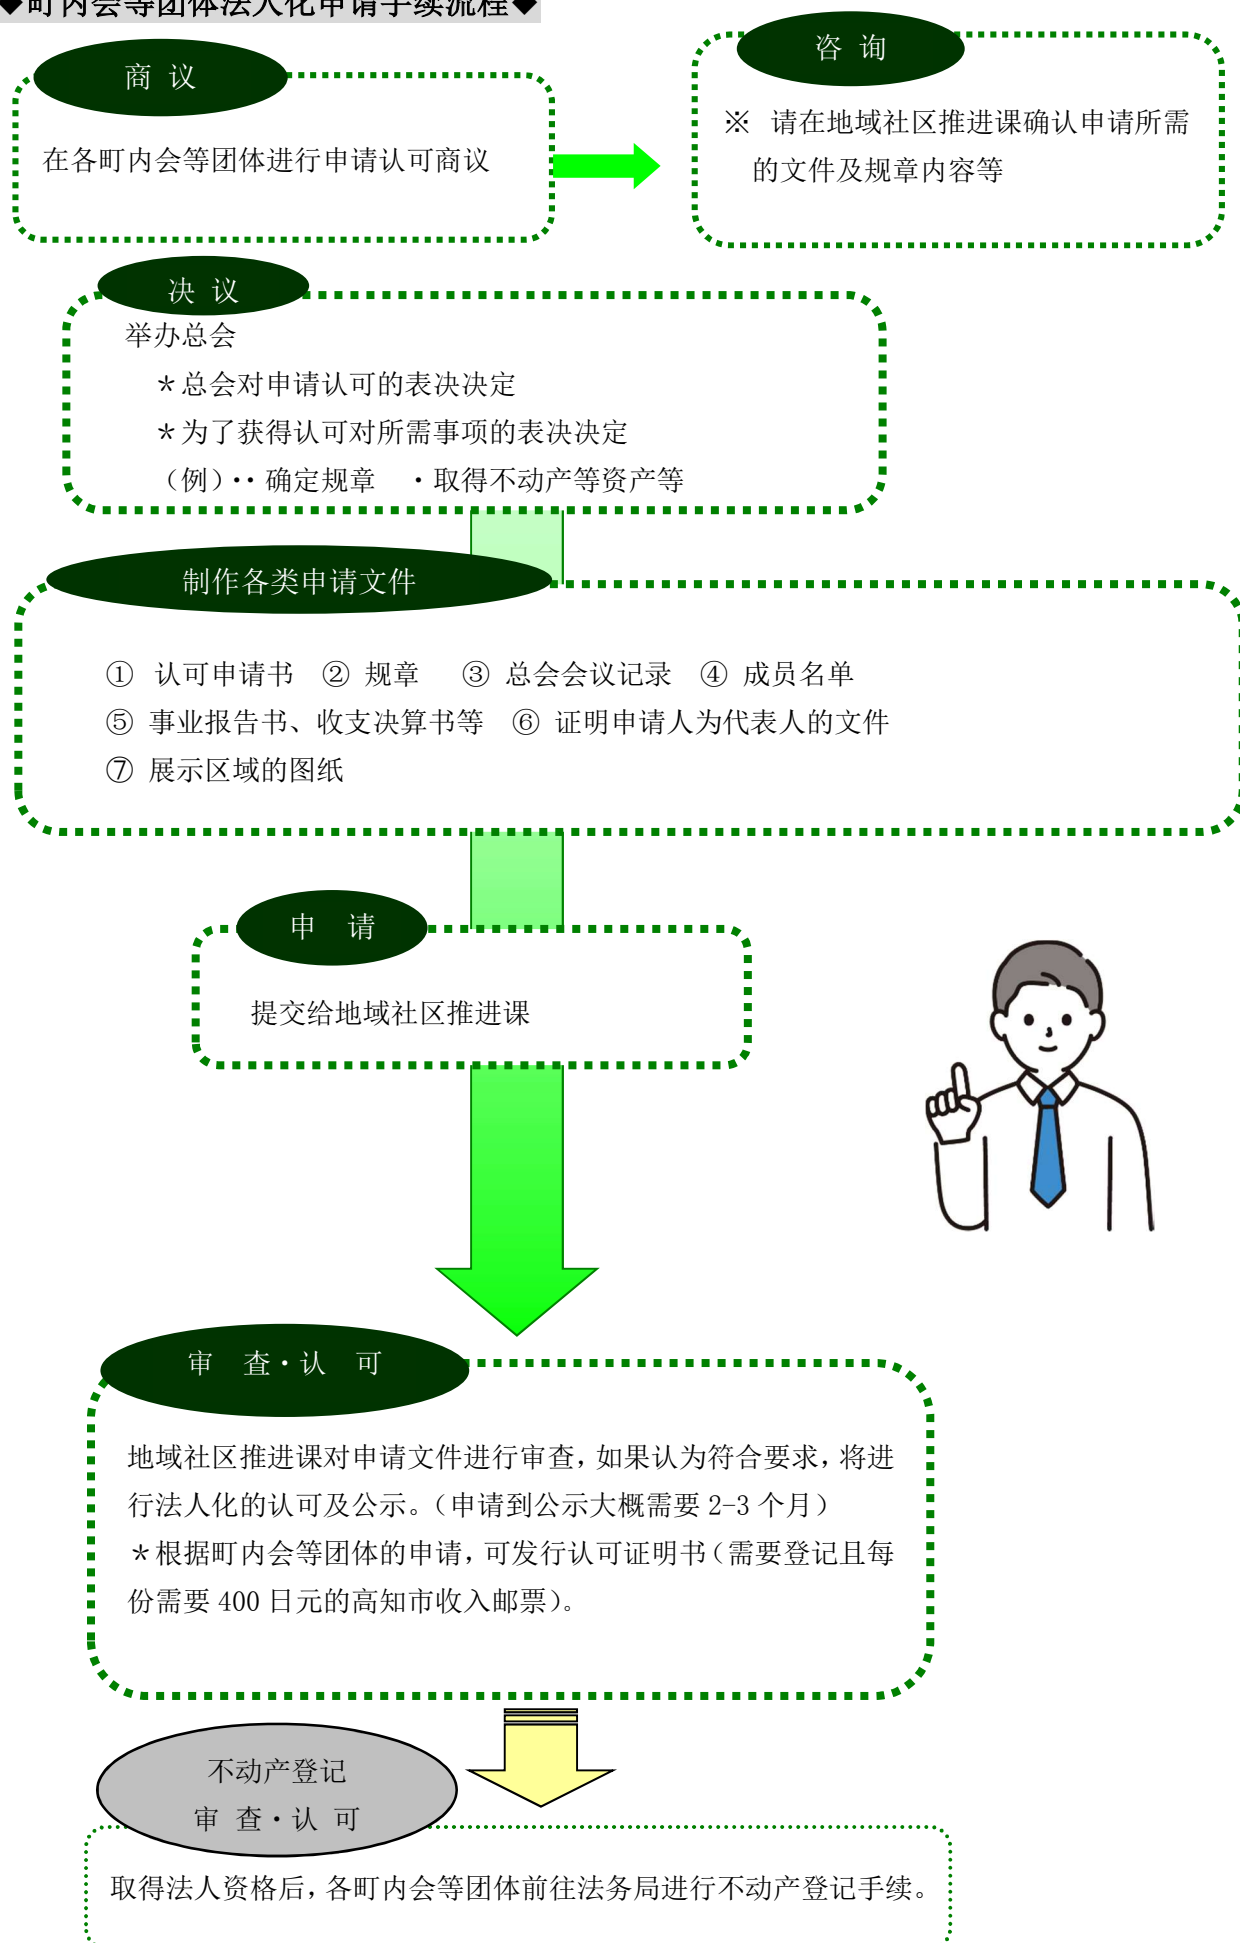 ◆町内会等团体法人化申请手续流程◆
商 议
在各町内会等团体进行申请认可商议
咨 询
※ 请在地域社区推进课确认申请所需
的文件及规章内容等
决 议
举办总会
＊总会对申请认可的表决决定
＊为了获得认可对所需事项的表决决定
（例）・・确定规章 ・取得不动产等资产等
制作各类申请文件
① 认可申请书 ② 规章 ③ 总会会议记录 ④ 成员名单
⑤ 事业报告书、收支决算书等 ⑥ 证明申请人为代表人的文件
⑦ 展示区域的图纸
申 请
提交给地域社区推进课
审 查・认 可
地域社区推进课对申请文件进行审查，如果认为符合要求，将进
行法人化的认可及公示。（申请到公示大概需要 2-3 个月）
＊根据町内会等团体的申请，可发行认可证明书（需要登记且每
份需要 400 日元的高知市收入邮票）。
不动产登记
审 查・认 可
取得法人资格后，各町内会等团体前往法务局进行不动产登记手续。